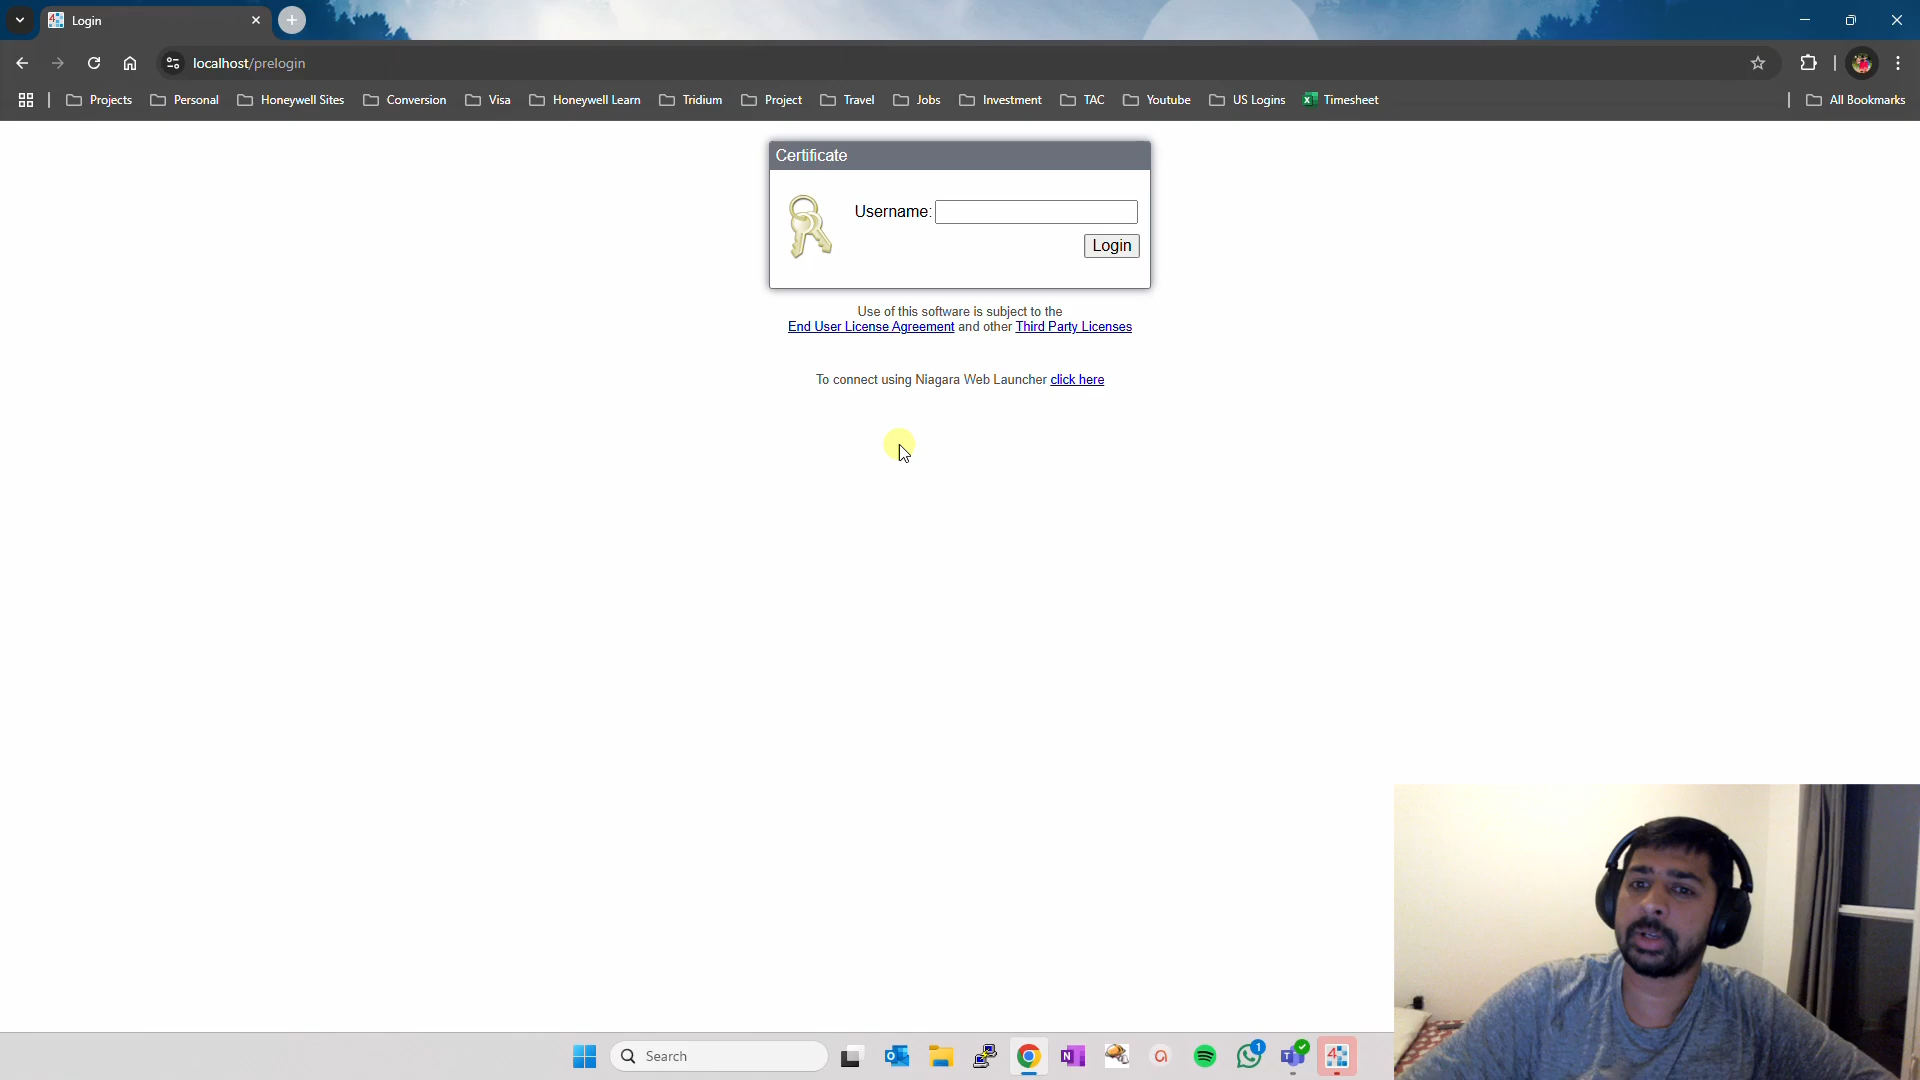 Login
localhost/prelogin
Projects
Personal
Honeywell Sites
Conversion
Visa
Honeywell Learn
Tridium
Project
Travel
Jobs
Investment
TAC
Youtube
US Logins
Timesheet
All Bookmarks
Certificate
Username:
Login
Use of this software is subject to the
End User License Agreement and other Third Party Licenses
To connect using Niagara Web Launcher click here
Search
1